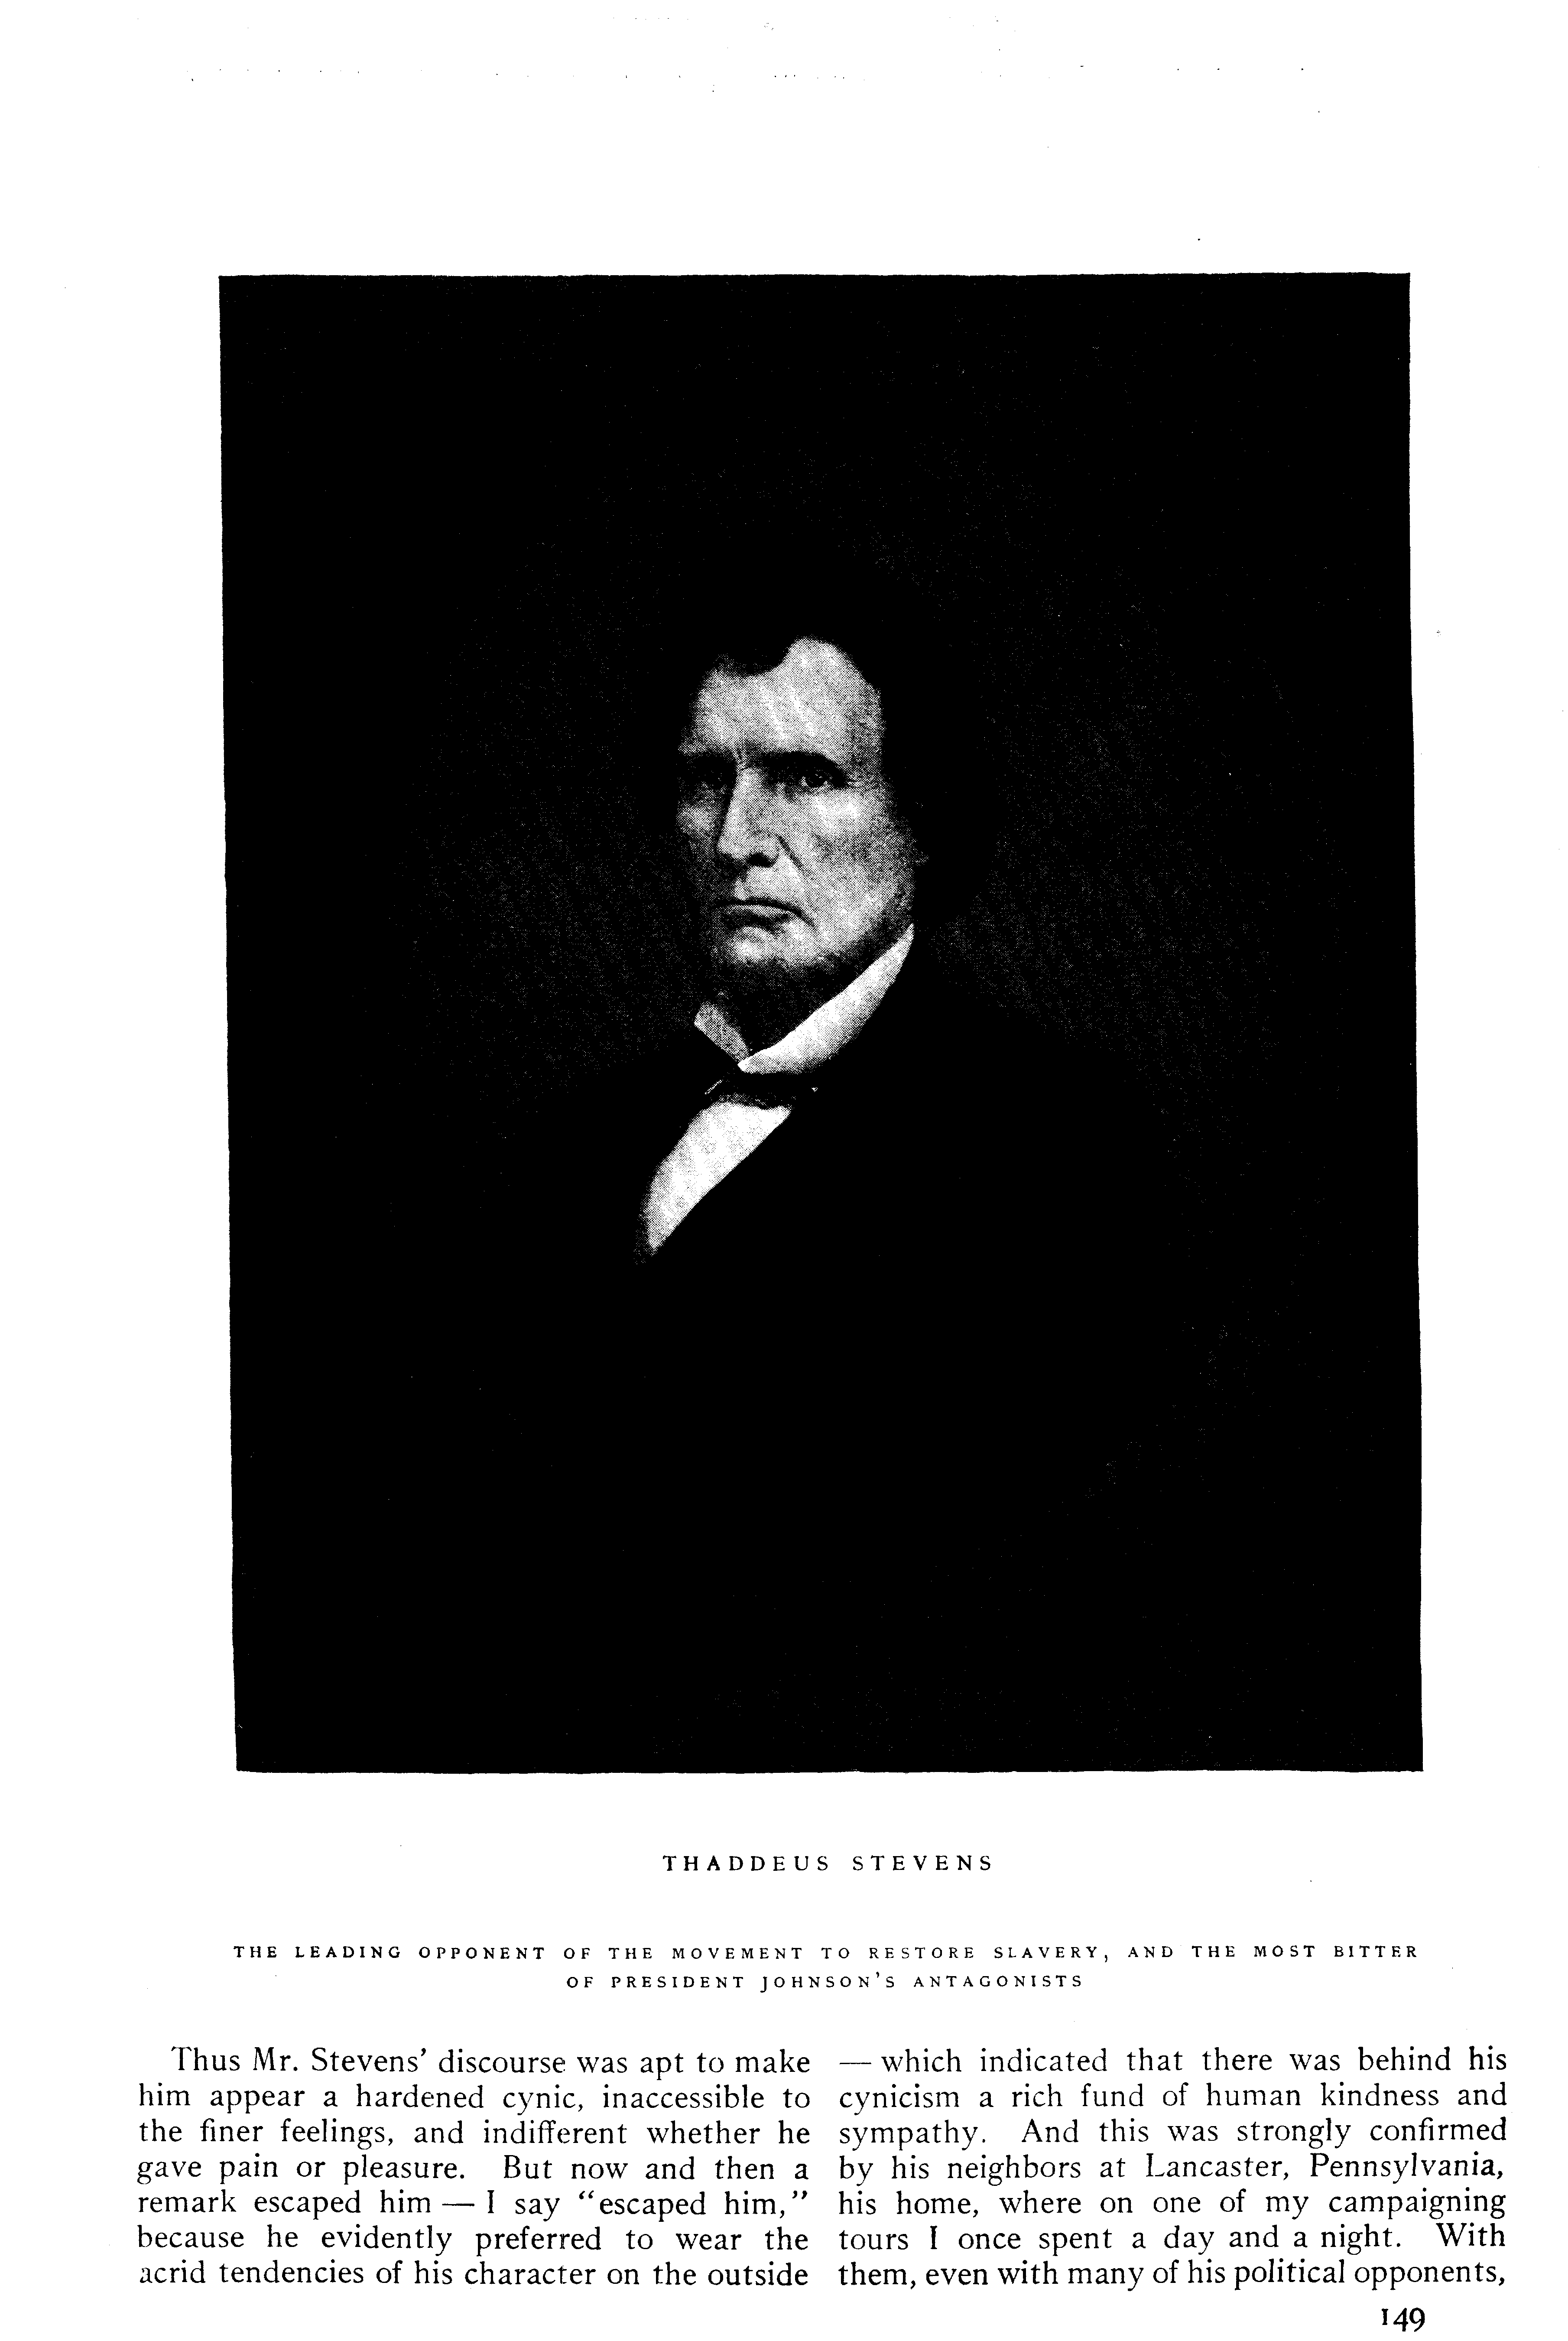 THADDEUS STEVENS
THE LEADING OPPONENT OF THE MOVEMENT TO RESTORE SLAVERY, AND THE MOST BITTER
OF PRESIDENT JOHNSON'S ANTAGONISTS
Thus Mr. Stevens' discourse was apt to make
him appear a hardened cynic, inaccessible to
the finer feelings, and indifferent whether he
gave pain or pleasure. But now and then a
remark escaped him — I say "escaped him,"
because he evidently preferred to wear the
acrid tendencies of his character on the outside
— which indicated that there was behind his
cynicism a rich fund of human kindness and
sympathy. And this was strongly confirmed
by his neighbors at Lancaster, Pennsylvania,
his home, where on one of my campaigning
tours I once spent a day and a night. With
them, even with many of his political opponents,
149